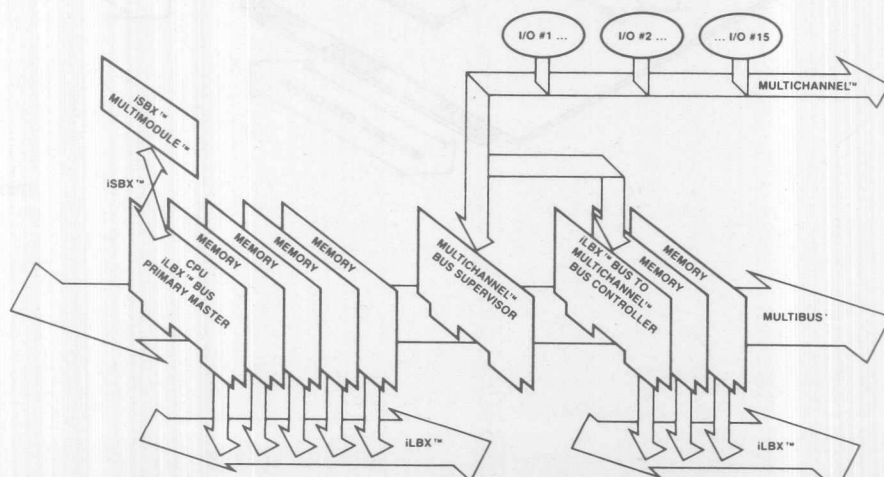 I/O #1 ...
I/O #2 ...
... I/O #15
MULTICHANNEL™
iSBX™
MULTIMODULE™
iSBX™
CPU
iLBX™ BUS
PRIMARY MASTER
MEMORY
MEMORY
MEMORY
MEMORY
MULTICHANNEL™
BUS SUPERVISOR
iLBX™ BUS TO
MULTICHANNEL™
BUS CONTROLLER
MEMORY
MEMORY
MULTIBUS
iLBX™
iLBX™